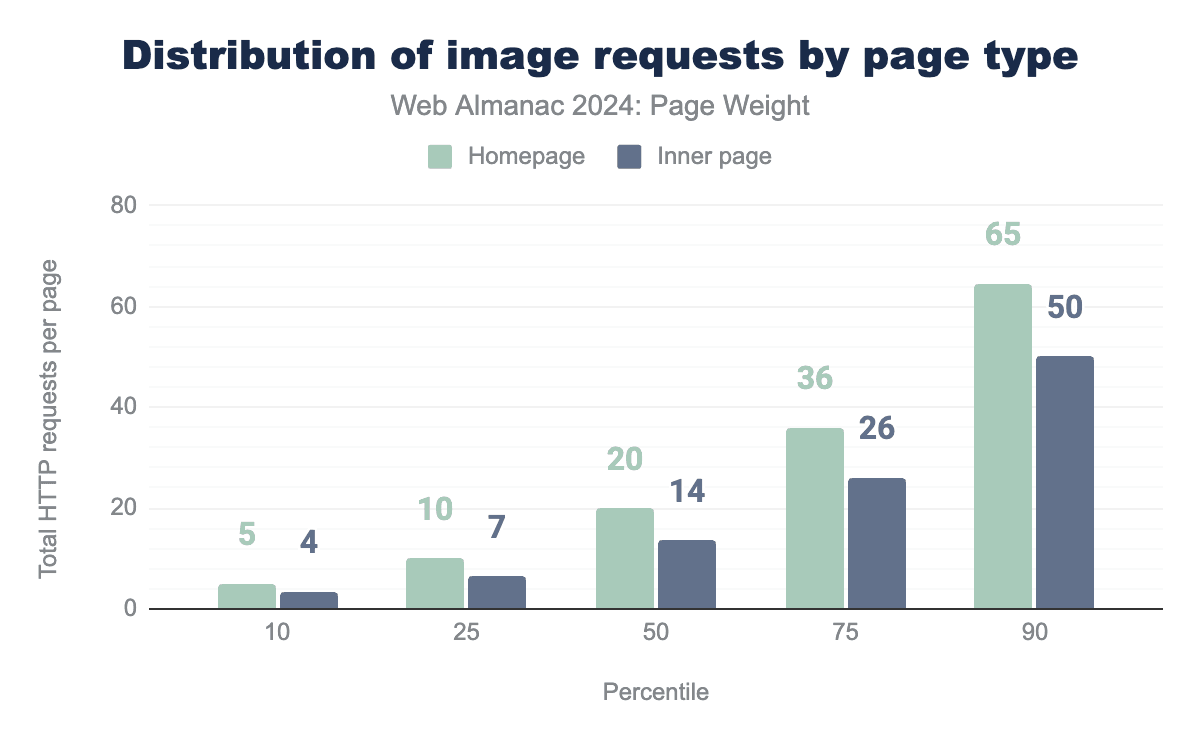 Distribution of image requests by page type
Web Almanac 2024: Page Weight
Homepage Inner page
Total HTTP requests per page
80
60
40
20
0
5 4
10 7
20 14
36 26
65 50
10 25 50 75 90
Percentile